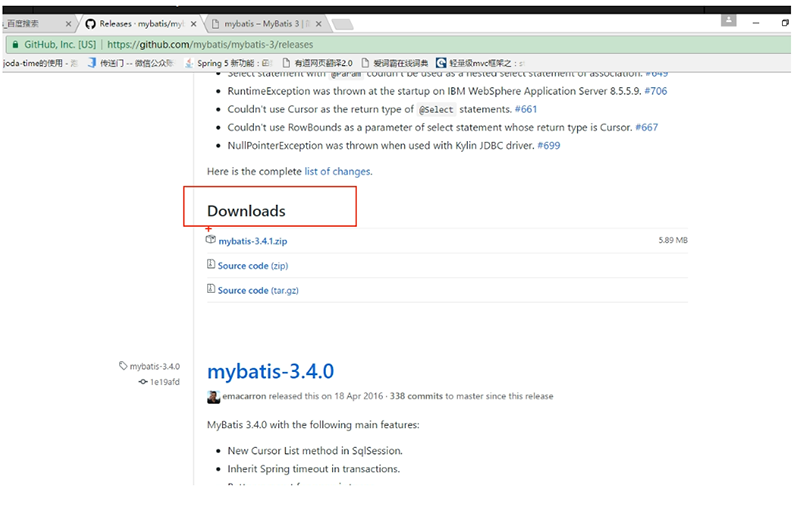 百度搜索
Releases · mybatis/my
mybatis – MyBatis 3 |
GitHub, Inc. [US] | https://github.com/mybatis/mybatis-3/releases
joda-time的使用 -
传送门 -- 微信公众
Spring 5 新功能：
有道网页翻译2.0
爱词霸在线词典
轻量级mvc框架之：
Select statement with @Param couldn't be used as a nested select statement of association. #649
RuntimeException was thrown at the startup on IBM WebSphere Application Server 8.5.5.9. #706
Couldn't use Cursor as the return type of @Select statements. #661
Couldn't use RowBounds as a parameter of select statement whose return type is Cursor. #667
NullPointerException was thrown when used with Kylin JDBC driver. #699
Here is the complete list of changes.
Downloads
mybatis-3.4.1.zip 5.89 MB
Source code (zip)
Source code (tar.gz)
mybatis-3.4.0
1e19afd
mybatis-3.4.0
emacarron released this on 18 Apr 2016 · 338 commits to master since this release
MyBatis 3.4.0 with the following main features:
New Cursor List method in SqlSession.
Inherit Spring timeout in transactions.